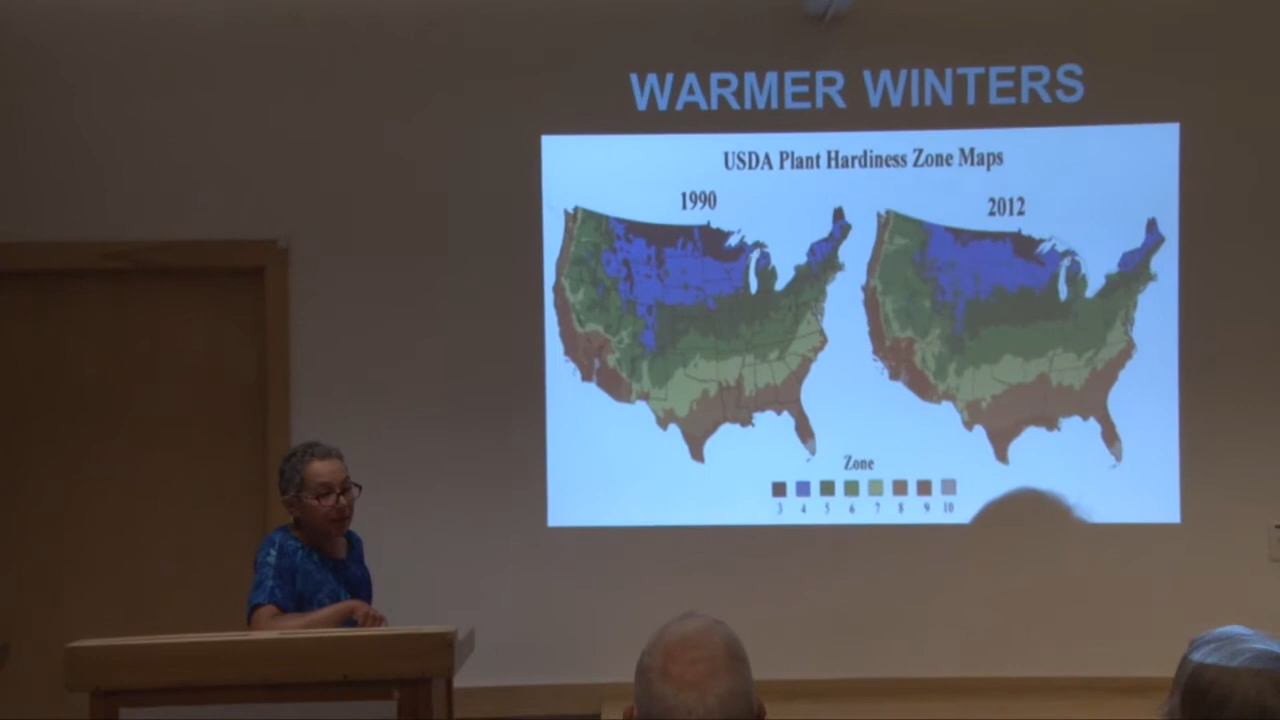 WARMER WINTERS
USDA Plant Hardiness Zone Maps
1990 2012
Zone
3 4 5 6 7 8 9 10